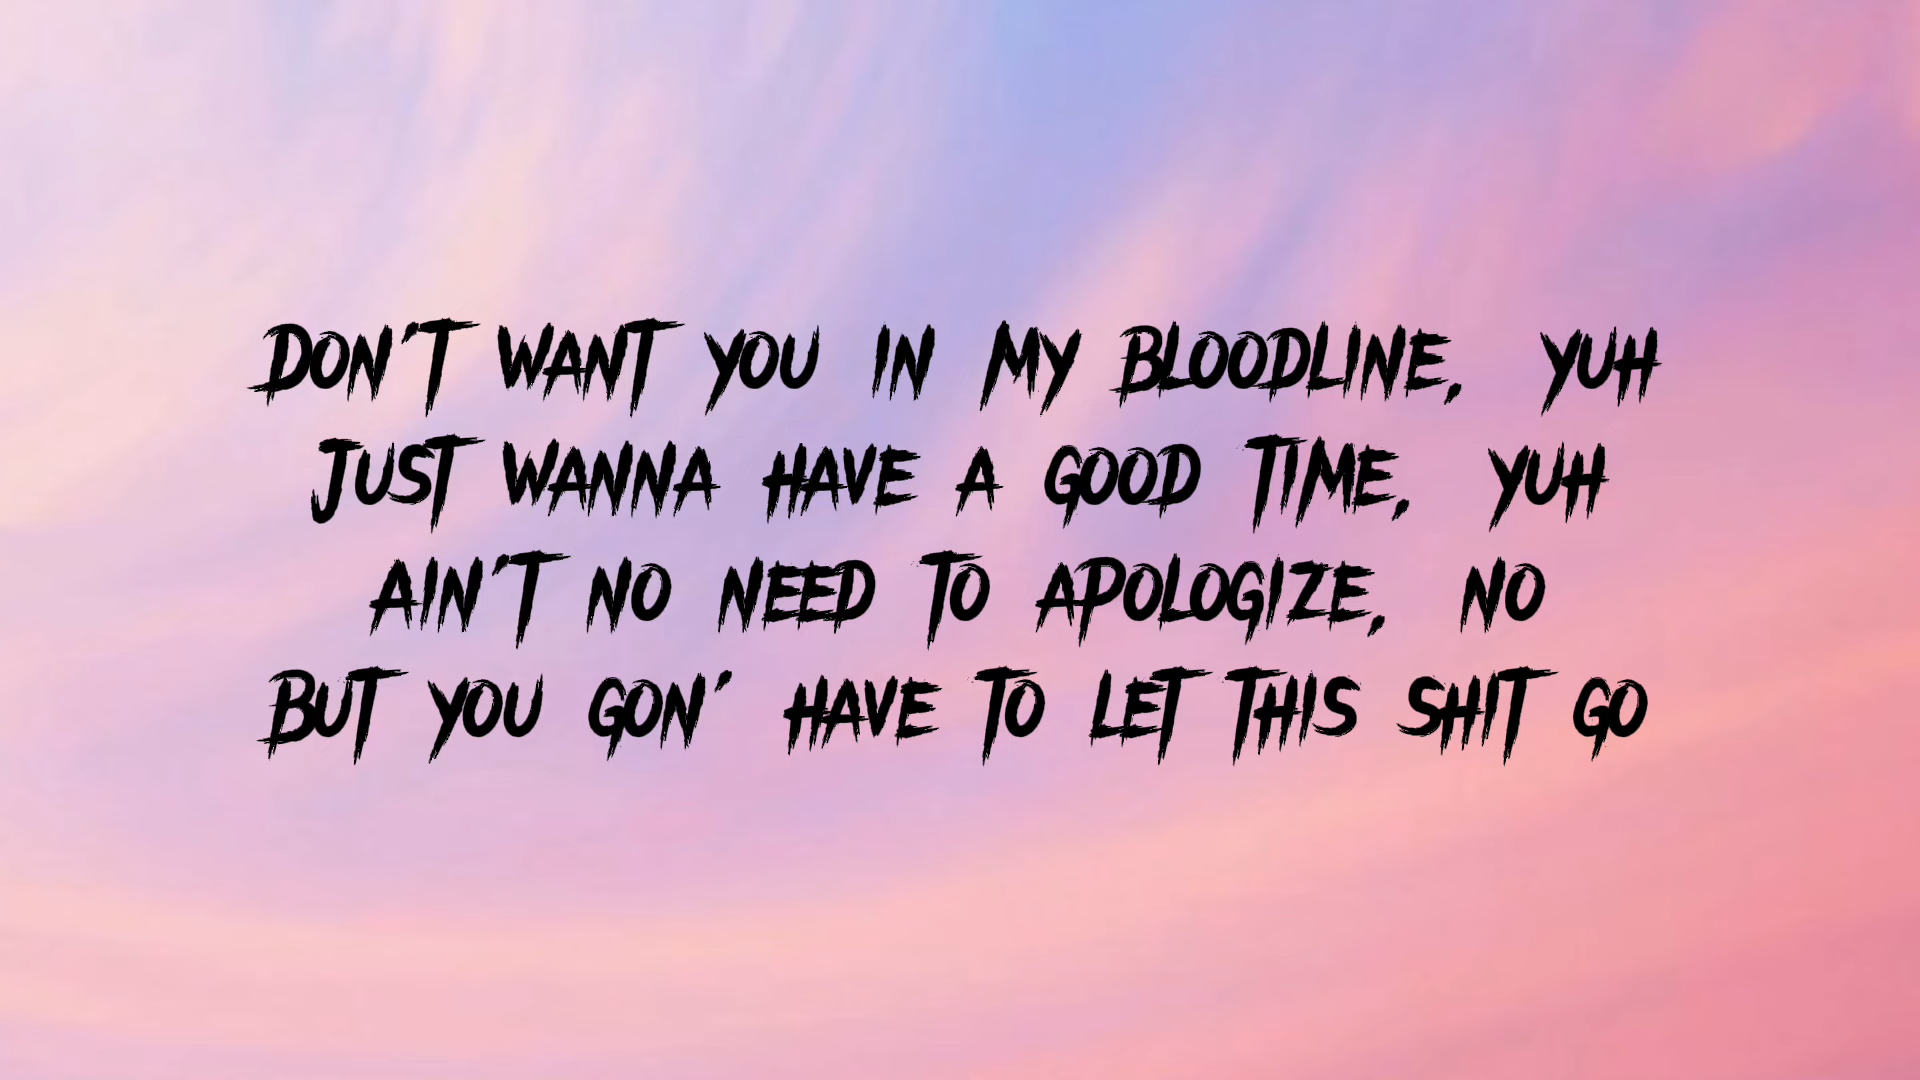 Don't want you in my bloodline, yuh
Just wanna have a good time, yuh
Ain't no need to apologize, no
But you gon' have to let this shit go